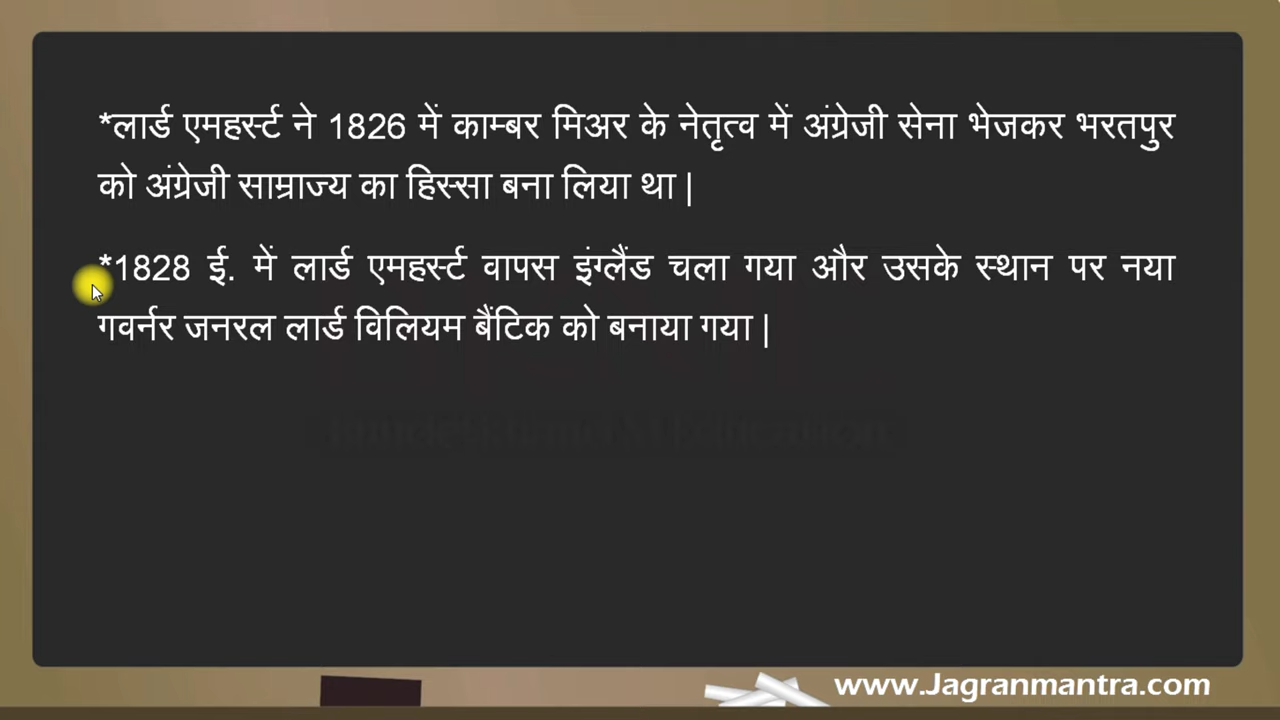 *लार्ड एमहर्स्ट ने 1826 में काम्बर मिअर के नेतृत्व में अंग्रेजी सेना भेजकर भरतपुर
को अंग्रेजी साम्राज्य का हिस्सा बना लिया था |
*1828 ई. में लार्ड एमहर्स्ट वापस इंग्लैंड चला गया और उसके स्थान पर नया
गवर्नर जनरल लार्ड विलियम बैंटिक को बनाया गया |
www.Jagranmantra.com